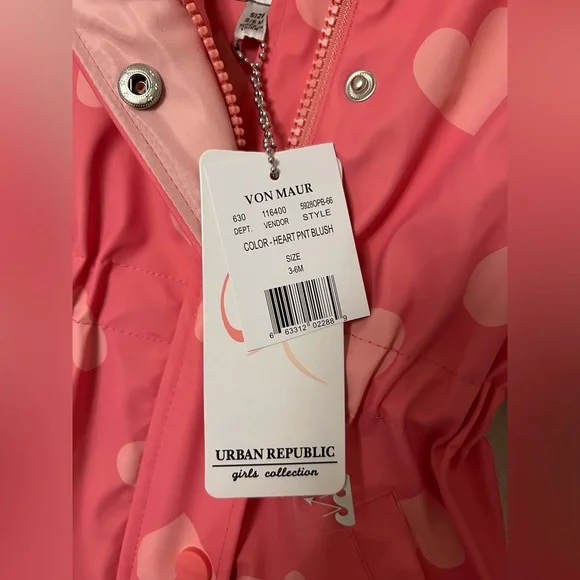 SIZE
VON MAUR
630 116400 5928OPB-66
DEPT. VENDOR STYLE
COLOR - HEART PNT BLUSH
SIZE
3-6M
6 63312 02288 9
URBAN REPUBLIC
girls collection